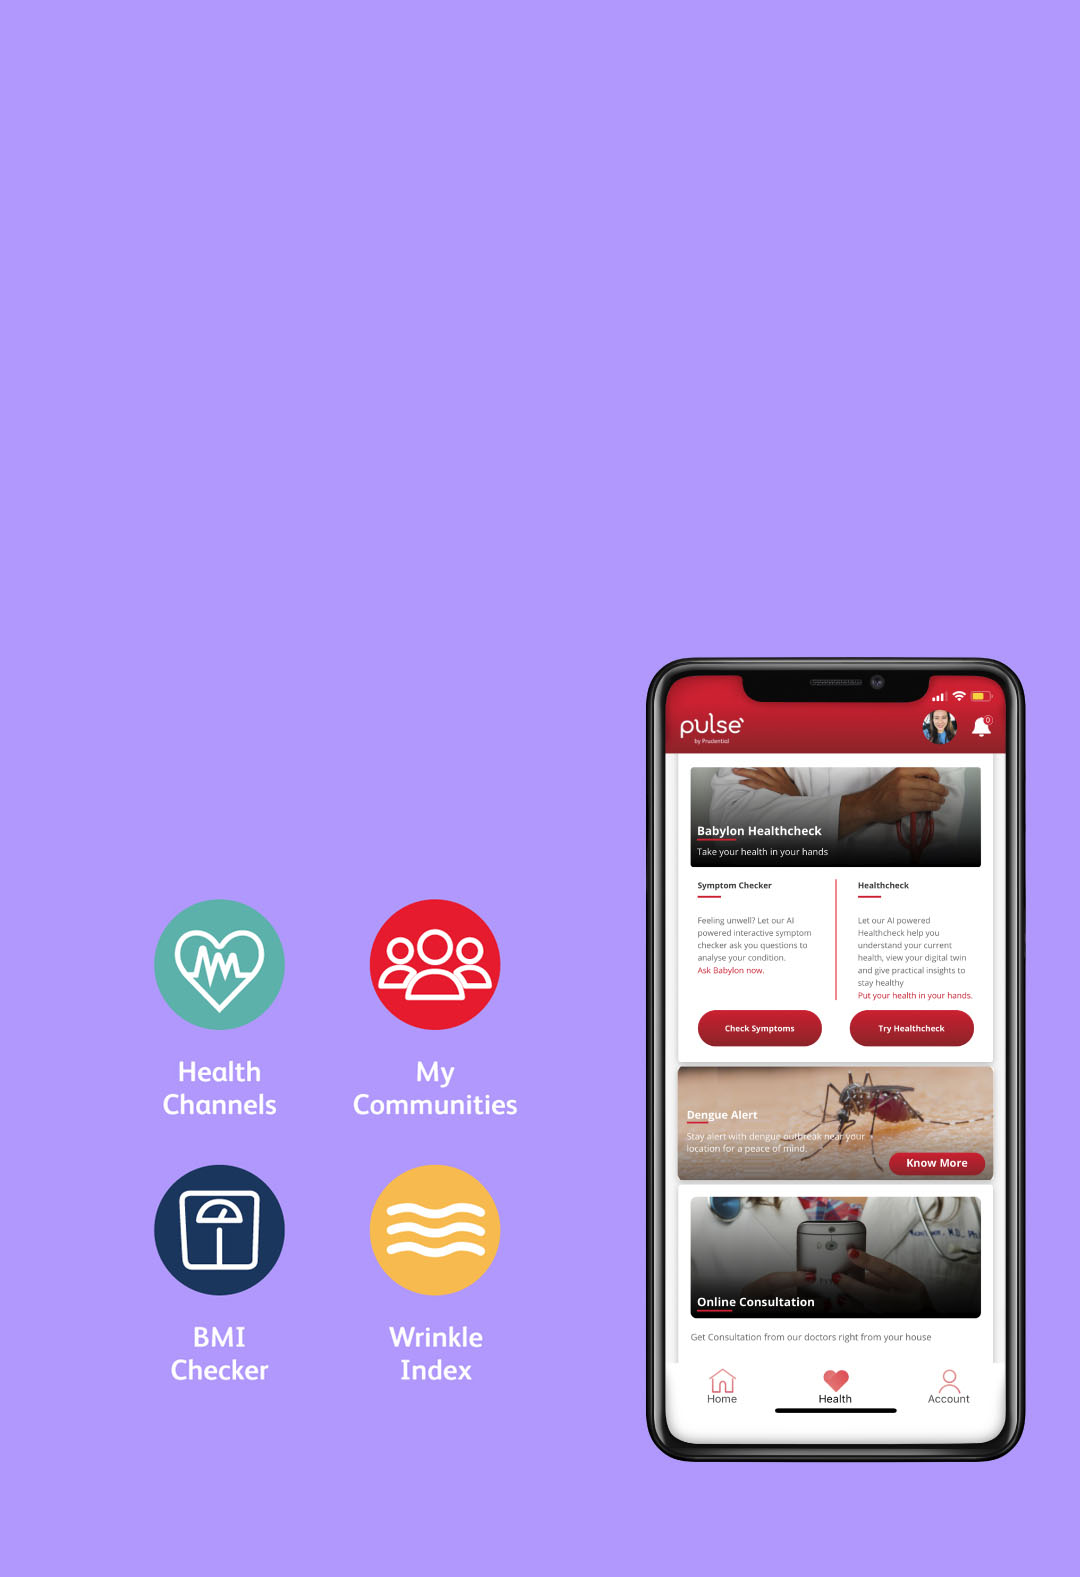 Health
Channels
My
Communities
BMI
Checker
Wrinkle
Index
pulse
by Prudential
0
Babylon Healthcheck
Take your health in your hands
Symptom Checker
Feeling unwell? Let our AI
powered interactive symptom
checker ask you questions to
analyse your condition.
Ask Babylon now.
Check Symptoms
Healthcheck
Let our AI powered
Healthcheck help you
understand your current
health, view your digital twin
and give practical insights to
stay healthy
Put your health in your hands.
Try Healthcheck
Dengue Alert
Stay alert with dengue outbreak near your
location for a peace of mind.
Know More
Online Consultation
Get Consultation from our doctors right from your house
Home
Health
Account